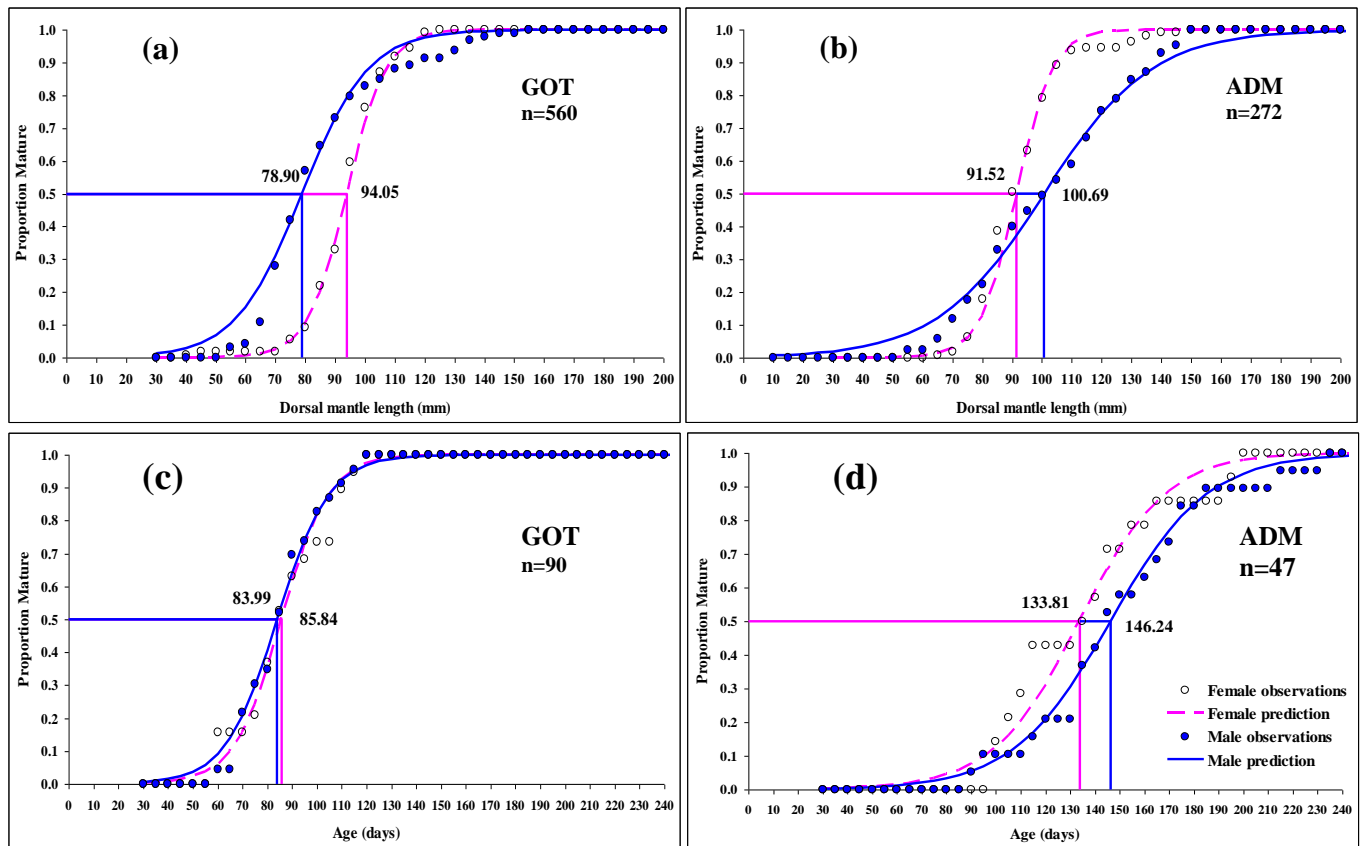 (a)
GOT
n=560
78.90
94.05
Proportion Mature
1.0
0.9
0.8
0.7
0.6
0.5
0.4
0.3
0.2
0.1
0.0
0 10 20 30 40 50 60 70 80 90 100 110 120 130 140 150 160 170 180 190 200
Dorsal mantle length (mm)
(b)
ADM
n=272
91.52
100.69
Proportion Mature
1.0
0.9
0.8
0.7
0.6
0.5
0.4
0.3
0.2
0.1
0.0
0 10 20 30 40 50 60 70 80 90 100 110 120 130 140 150 160 170 180 190 200
Dorsal mantle length (mm)
(c)
GOT
n=90
83.99
85.84
Proportion Mature
1.0
0.9
0.8
0.7
0.6
0.5
0.4
0.3
0.2
0.1
0.0
0 10 20 30 40 50 60 70 80 90 100 110 120 130 140 150 160 170 180 190 200 210 220 230 240
Age (days)
(d)
ADM
n=47
133.81
146.24
Female observations
Female prediction
Male observations
Male prediction
Proportion Mature
1.0
0.9
0.8
0.7
0.6
0.5
0.4
0.3
0.2
0.1
0.0
0 10 20 30 40 50 60 70 80 90 100 110 120 130 140 150 160 170 180 190 200 210 220 230 240
Age (days)